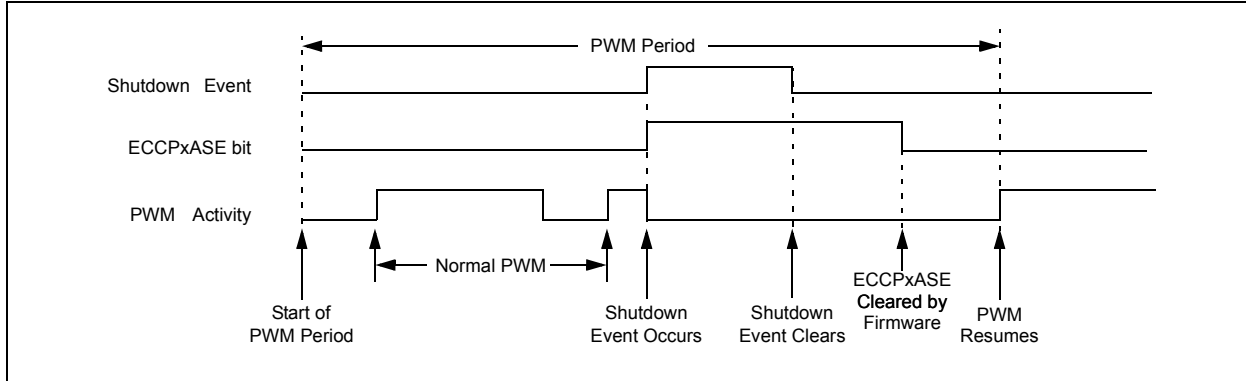 PWM Period
Shutdown Event
ECCPxASE bit
PWM Activity
Normal PWM
Start of
PWM Period
Shutdown
Event Occurs
Shutdown
Event Clears
ECCPxASE
Cleared by
Firmware
PWM
Resumes